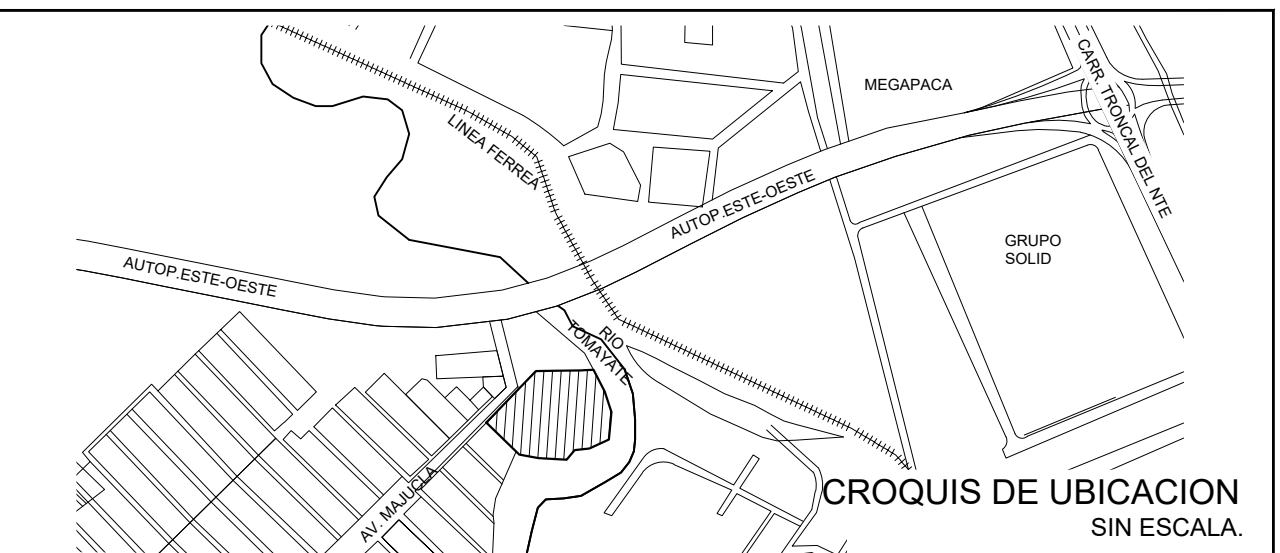 MEGAPACA
CARR. TRONCAL DEL NTE
LINEA FERREA
AUTOP.ESTE-OESTE
GRUPO
SOLID
AUTOP.ESTE-OESTE
RIO
TOMAYATE
AV. MAJUCLA
CROQUIS DE UBICACION
SIN ESCALA.